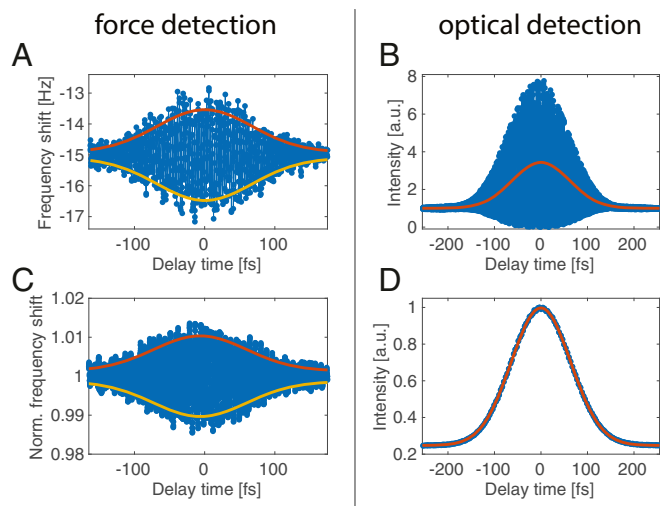 force detection
optical detection
A
Frequency shift [Hz]
-13
-14
-15
-16
-17
-100 0 100
Delay time [fs]
B
Intensity [a.u.]
8
6
4
2
0
-200 -100 0 100 200
Delay time [fs]
C
Norm. frequency shift
1.02
1.01
1
0.99
0.98
-100 0 100
Delay time [fs]
D
Intensity [a.u.]
1
0.8
0.6
0.4
0.2
-200 -100 0 100 200
Delay time [fs]